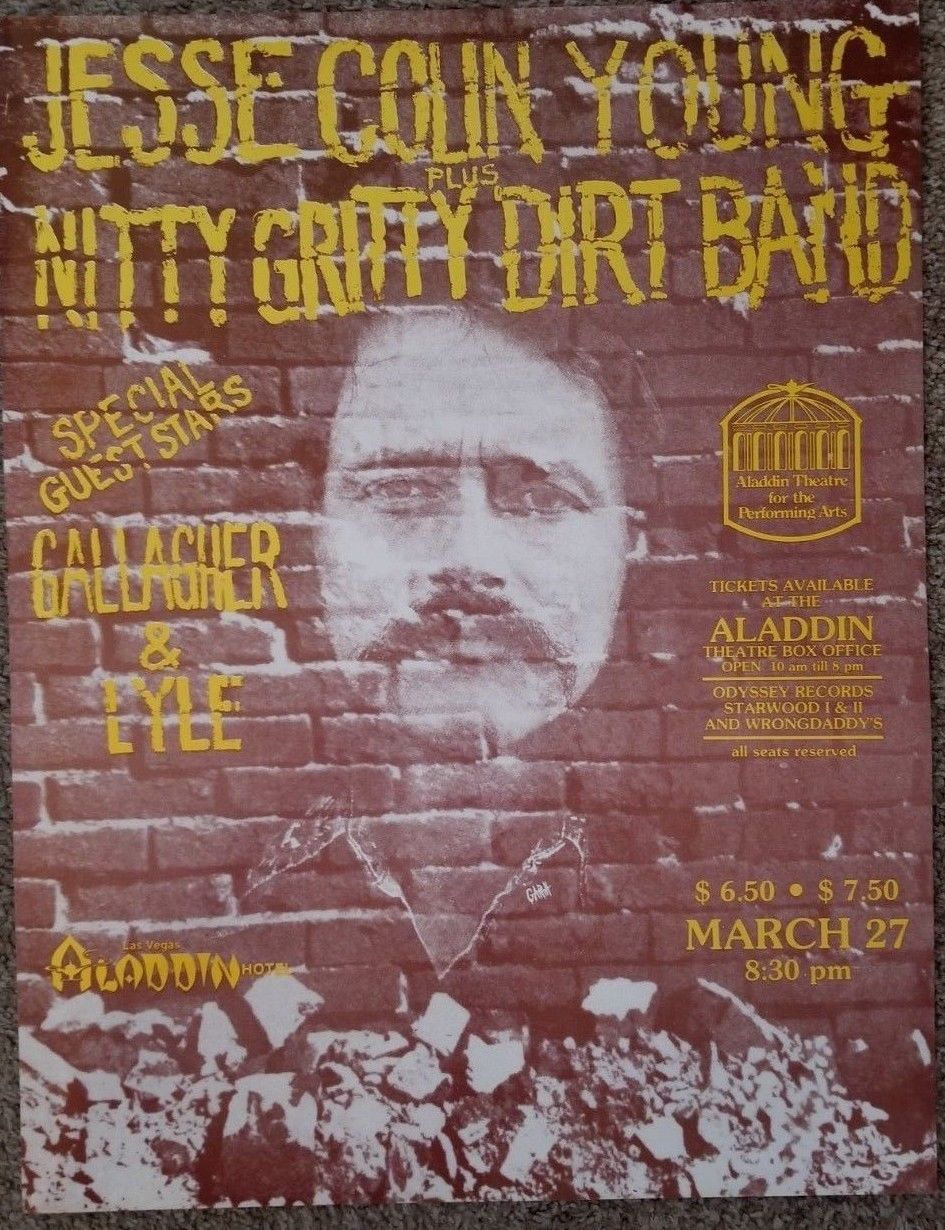 JESSE COLIN YOUNG
PLUS
NITTY GRITTY DIRT BAND
SPECIAL
GUEST STARS
GALLAGHER
&
LYLE
Aladdin Theatre
for the
Performing Arts
TICKETS AVAILABLE
AT THE
ALADDIN
THEATRE BOX OFFICE
OPEN 10 am till 8 pm
ODYSSEY RECORDS
STARWOOD I & II
AND WRONGDADDY'S
all seats reserved
GARA
$ 6.50 • $ 7.50
MARCH 27
8:30 pm
Las Vegas
ALADDIN HOTEL